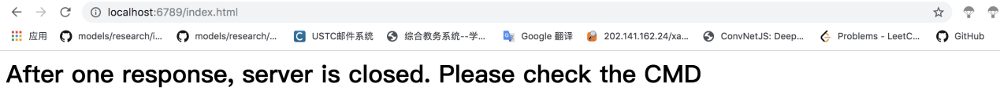 localhost:6789/index.html
应用 models/research/i... models/research/... USTC邮件系统 综合教务系统--学... Google 翻译 202.141.162.24/xa... ConvNetJS: Deep... Problems - LeetC... GitHub
After one response, server is closed. Please check the CMD